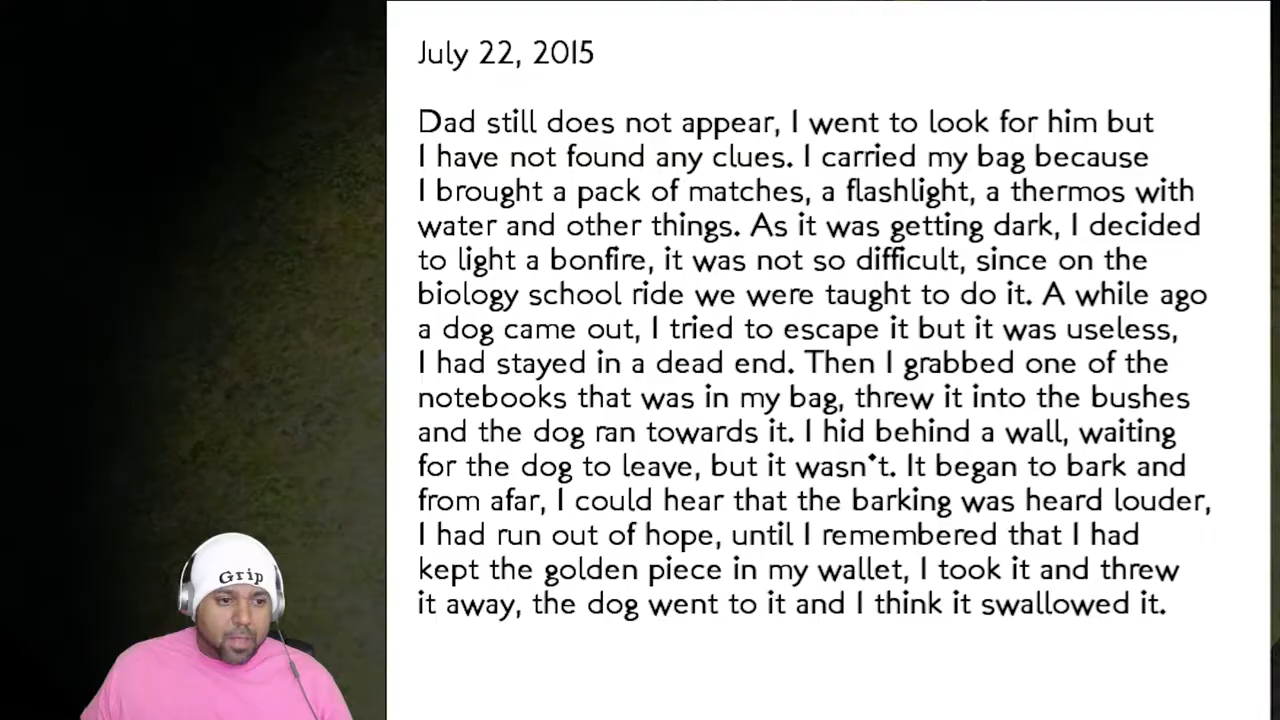 July 22, 2015
Dad still does not appear, I went to look for him but
I have not found any clues. I carried my bag because
I brought a pack of matches, a flashlight, a thermos with
water and other things. As it was getting dark, I decided
to light a bonfire, it was not so difficult, since on the
biology school ride we were taught to do it. A while ago
a dog came out, I tried to escape it but it was useless,
I had stayed in a dead end. Then I grabbed one of the
notebooks that was in my bag, threw it into the bushes
and the dog ran towards it. I hid behind a wall, waiting
for the dog to leave, but it wasn't. It began to bark and
from afar, I could hear that the barking was heard louder,
I had run out of hope, until I remembered that I had
kept the golden piece in my wallet, I took it and threw
it away, the dog went to it and I think it swallowed it.
Grip